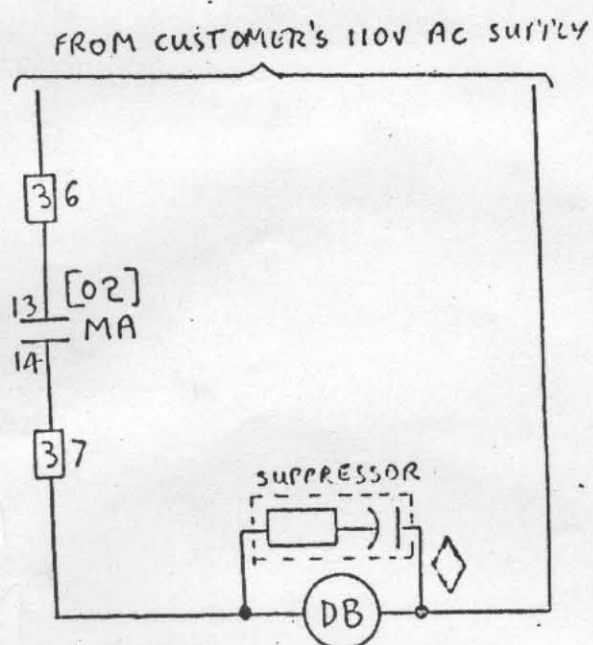 FROM CUSTOMER'S 110V AC SUPPLY
3 6
13 [02]
MA
14
3 7
SUPPRESSOR
DB